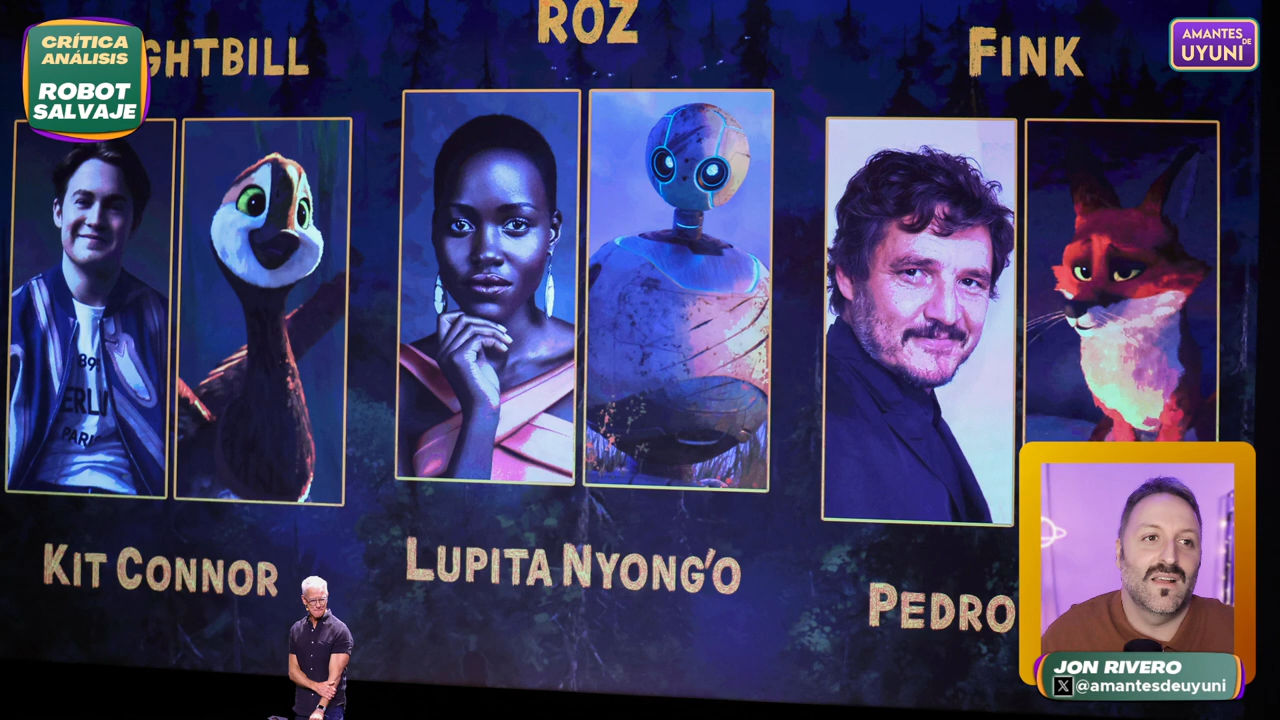 CRÍTICA
ANÁLISIS
ROBOT
SALVAJE
GHTBILL
ROZ
FINK
AMANTES
DE
UYUNI
KIT CONNOR
LUPITA NYONG'O
PEDRO
JON RIVERO
@amantesdeuyuni